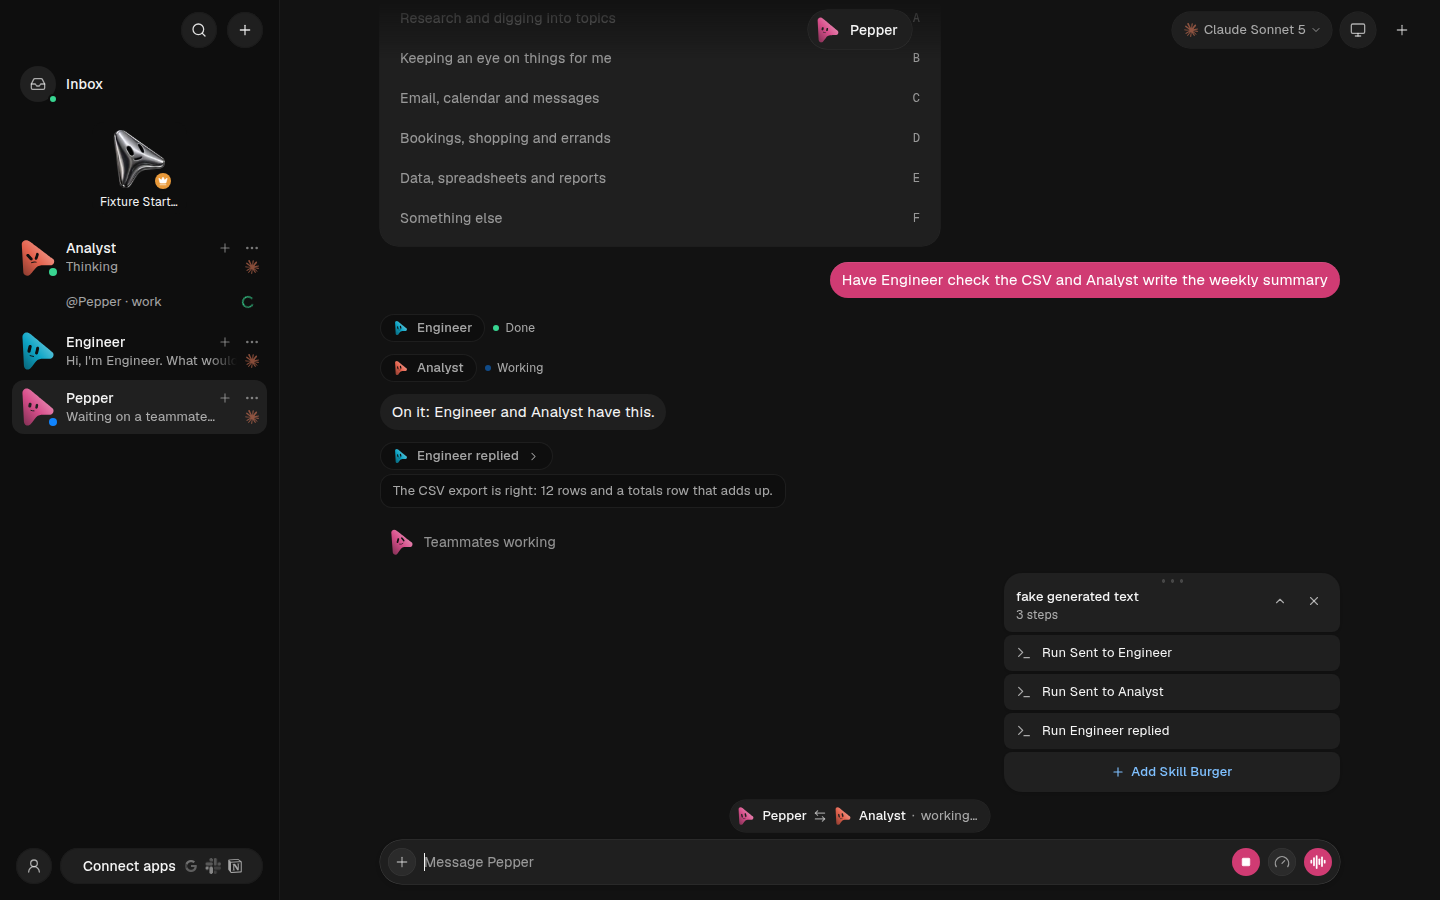 Inbox
Fixture Start...
Analyst
Thinking
@Pepper · work
Engineer
Hi, I'm Engineer. What woul
Pepper
Waiting on a teammate...
Connect apps
Research and digging into topics A
Keeping an eye on things for me B
Email, calendar and messages C
Bookings, shopping and errands D
Data, spreadsheets and reports E
Something else F
Pepper
Claude Sonnet 5
Have Engineer check the CSV and Analyst write the weekly summary
Engineer Done
Analyst Working
On it: Engineer and Analyst have this.
Engineer replied
The CSV export is right: 12 rows and a totals row that adds up.
Teammates working
fake generated text
3 steps
Run Sent to Engineer
Run Sent to Analyst
Run Engineer replied
Add Skill Burger
Pepper Analyst · working...
Message Pepper